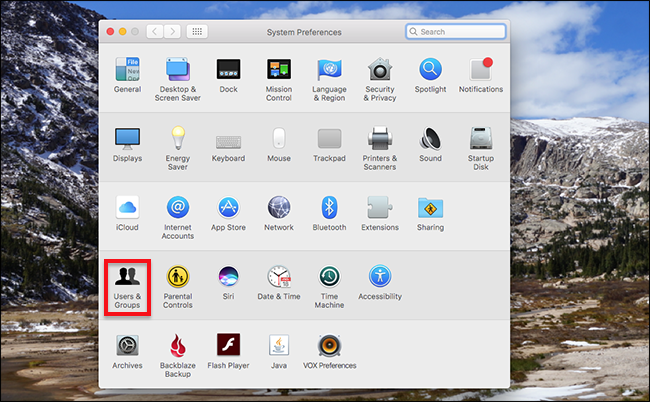 System Preferences
Search
General
Desktop &
Screen Saver
Dock
Mission
Control
Language
& Region
Security
& Privacy
Spotlight
Notifications
Displays
Energy
Saver
Keyboard
Mouse
Trackpad
Printers &
Scanners
Sound
Startup
Disk
iCloud
Internet
Accounts
App Store
Network
Bluetooth
Extensions
Sharing
Users &
Groups
Parental
Controls
Siri
Date & Time
Time
Machine
Accessibility
Archives
Backblaze
Backup
Flash Player
Java
VOX Preferences